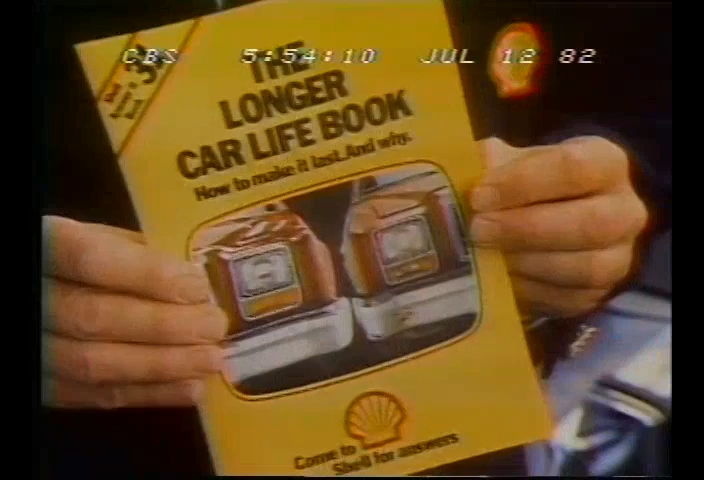 CBS 5:54:10 JUL 12 82
THE
LONGER
CAR LIFE BOOK
How to make it last. And why.
Come to
Shell for answers